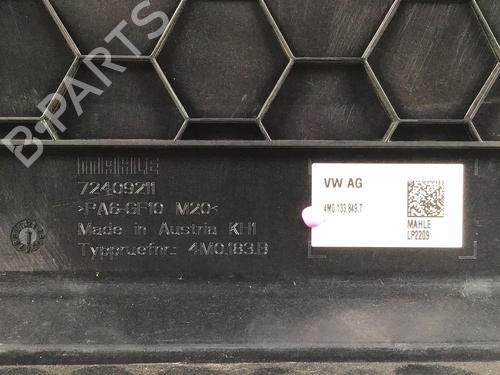 B-PARTS
MAHLE
72409211
>PA6-GF10 M20<
Made in Austria KH1
Typpruefnr.: 4M0.183.B
VW AG
4M0.133.849.T
MAHLE
LP2209